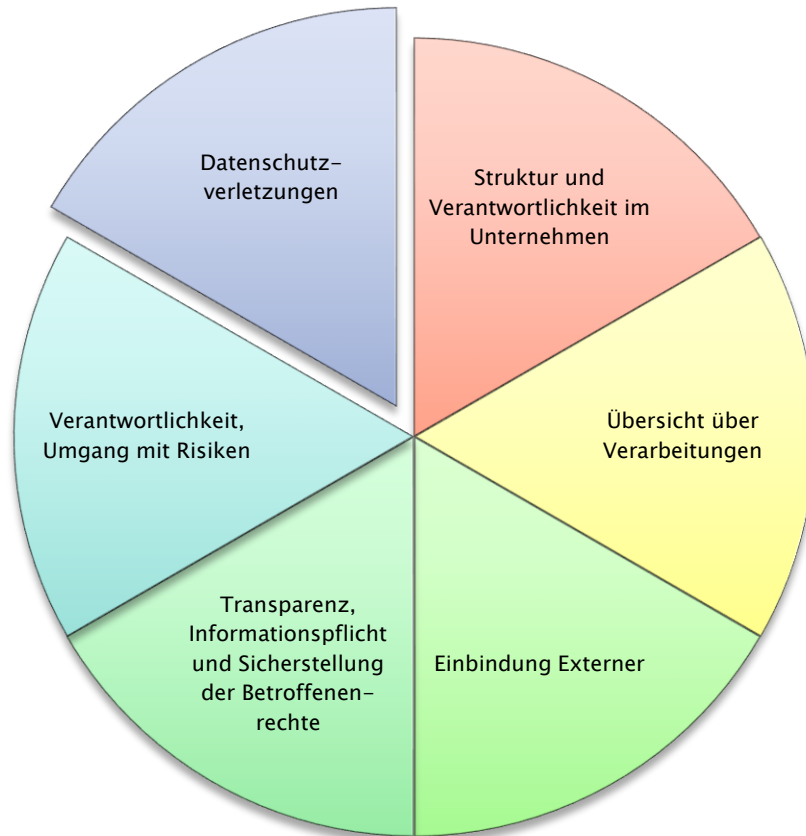 Datenschutz-
verletzungen
Struktur und
Verantwortlichkeit im
Unternehmen
Verantwortlichkeit,
Umgang mit Risiken
Übersicht über
Verarbeitungen
Transparenz,
Informationspflicht
und Sicherstellung
der Betroffenen-
rechte
Einbindung Externer